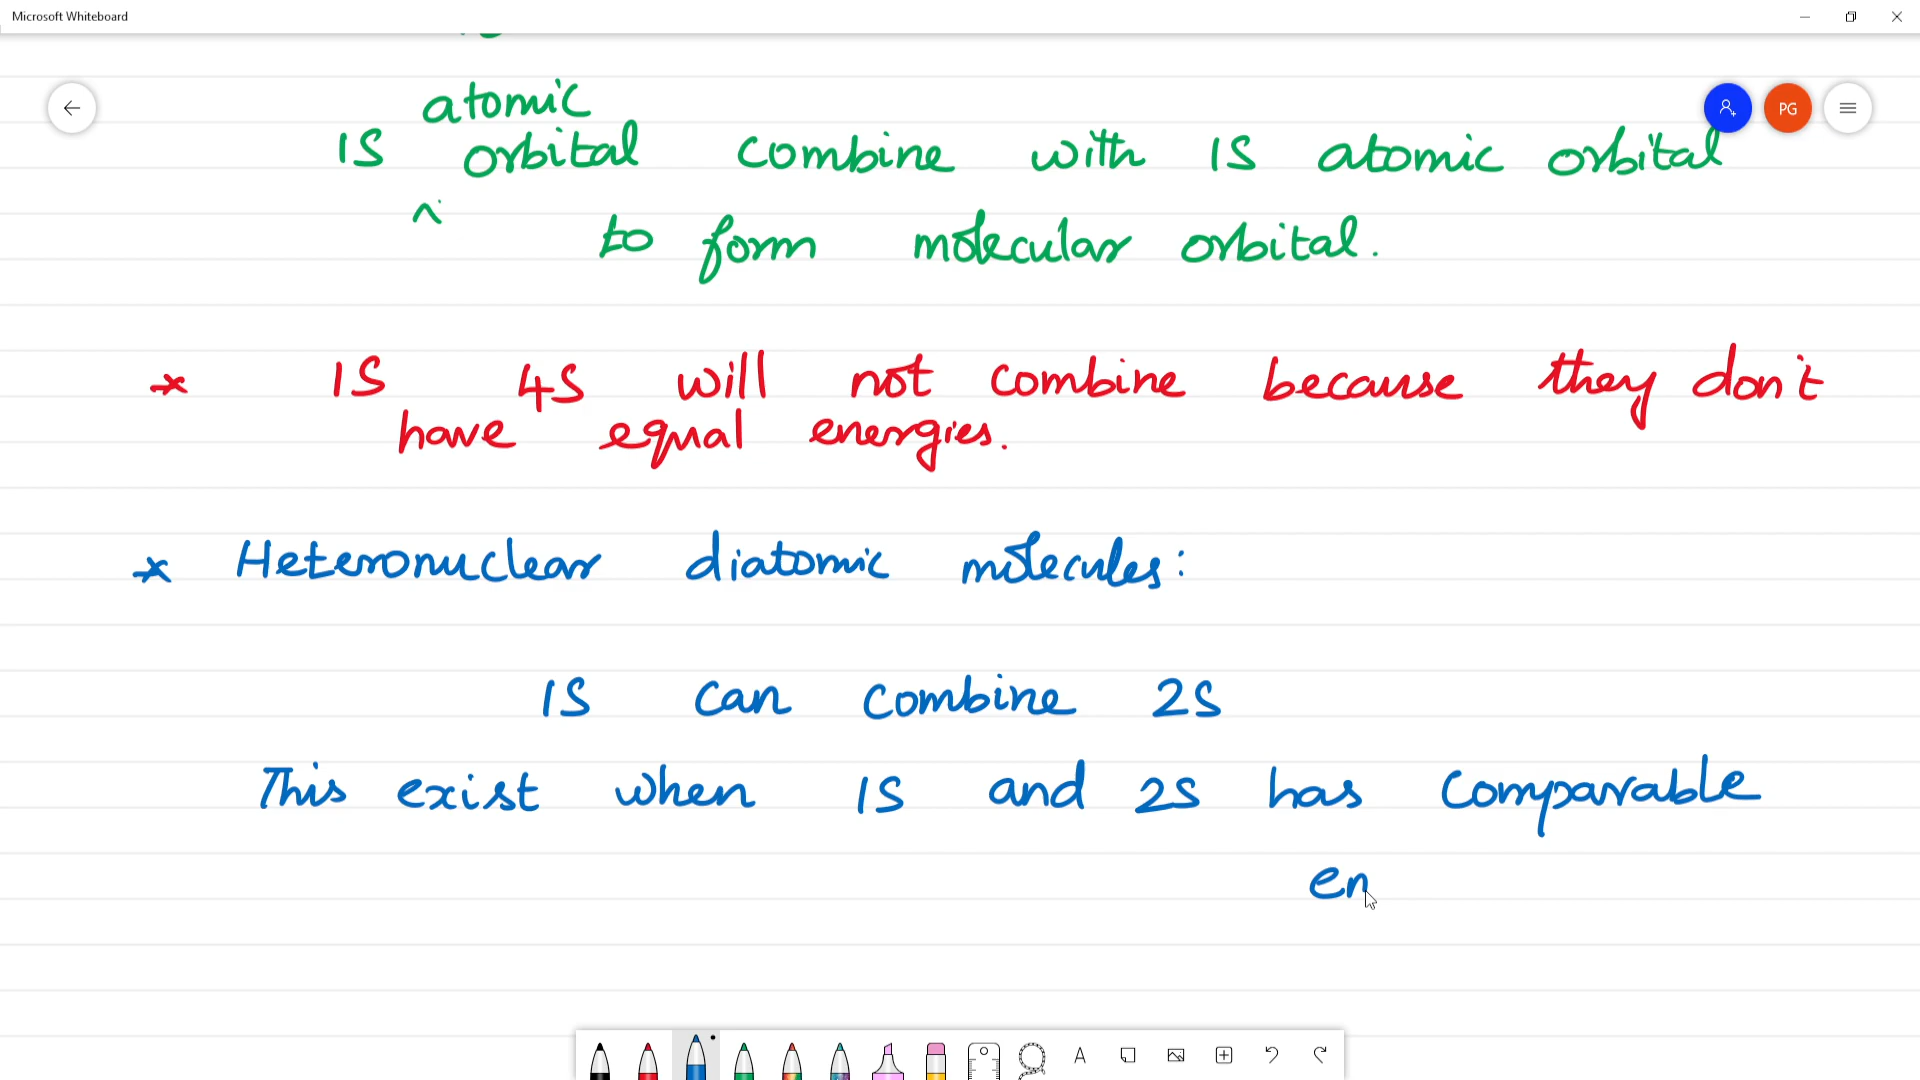 Microsoft Whiteboard
PG
atomic
1S orbital combine with 1S atomic orbital
^
to form molecular orbital.
* 1S 4S will not combine because they don't
have equal energies.
* Heteronuclear diatomic molecules:
1S can combine 2S
This exist when 1S and 2S has comparable
en
A